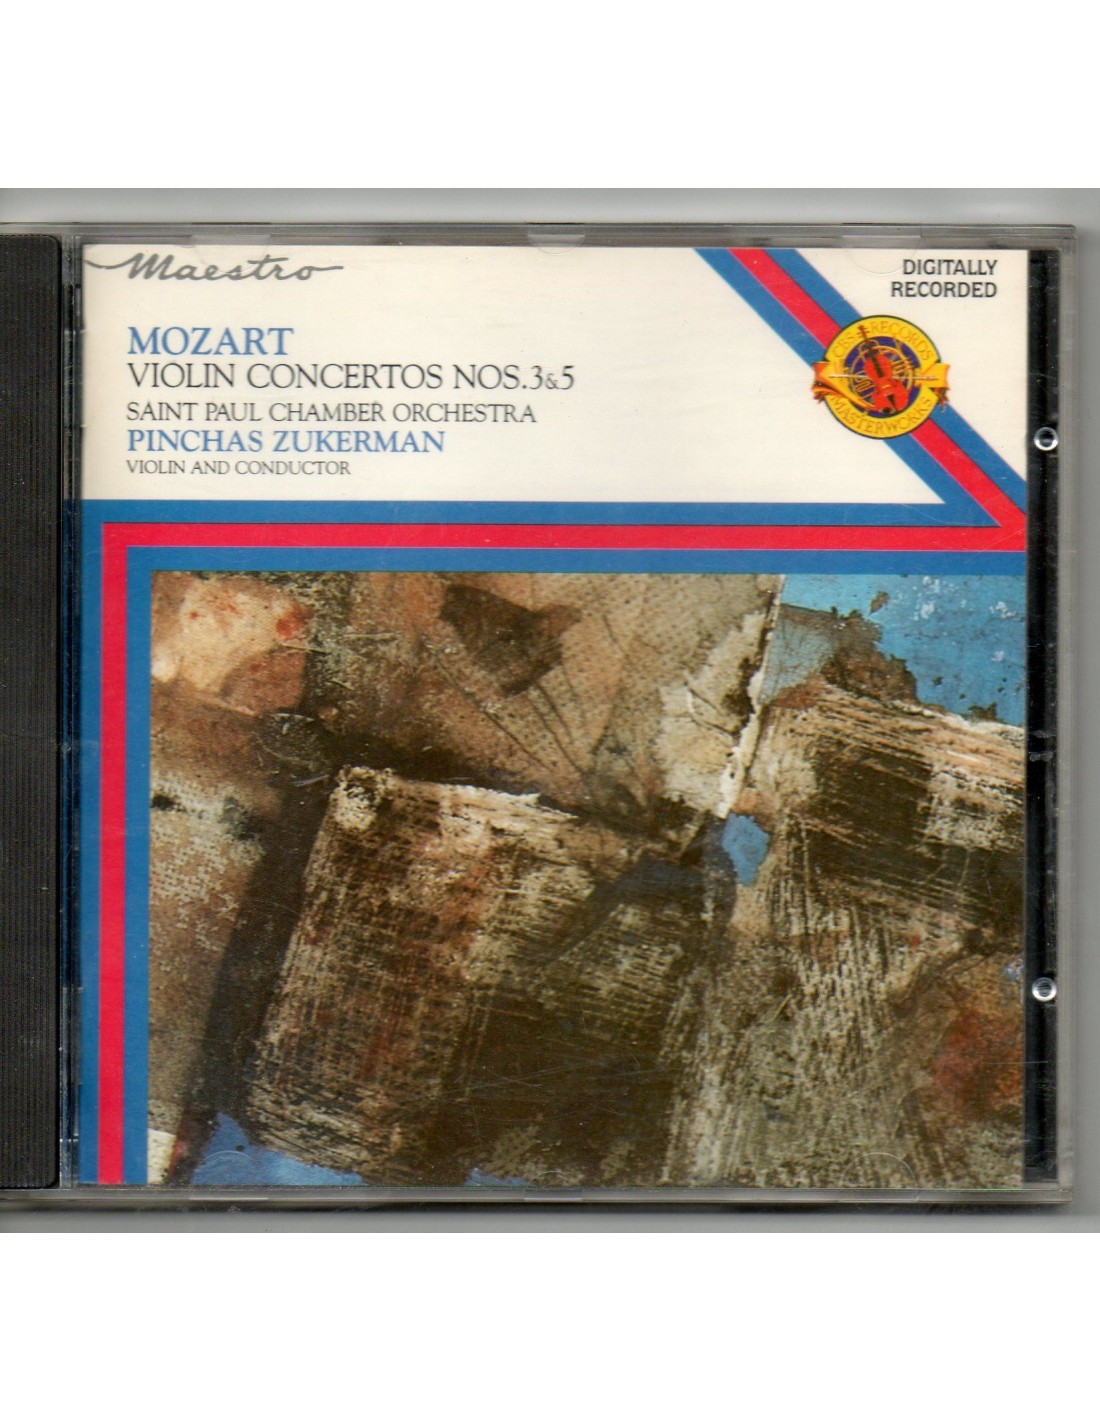 Maestro
DIGITALLY
RECORDED
MOZART
VIOLIN CONCERTOS NOS.3&5
SAINT PAUL CHAMBER ORCHESTRA
PINCHAS ZUKERMAN
VIOLIN AND CONDUCTOR
CBS RECORDS
MASTERWORKS